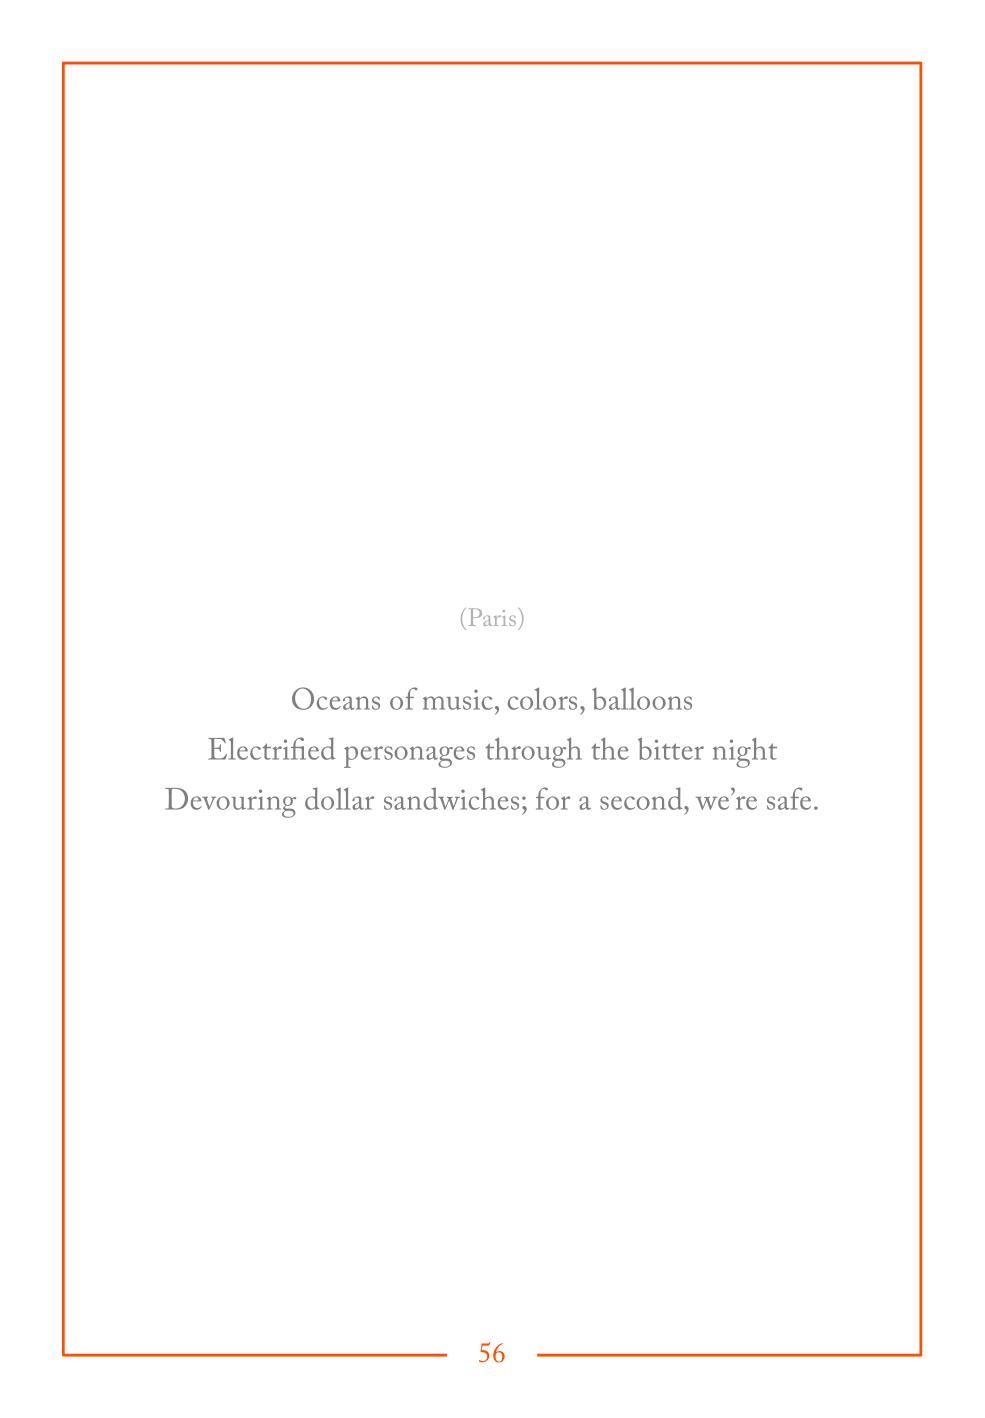 (Paris)
Oceans of music, colors, balloons
Electrified personages through the bitter night
Devouring dollar sandwiches; for a second, we’re safe.
56